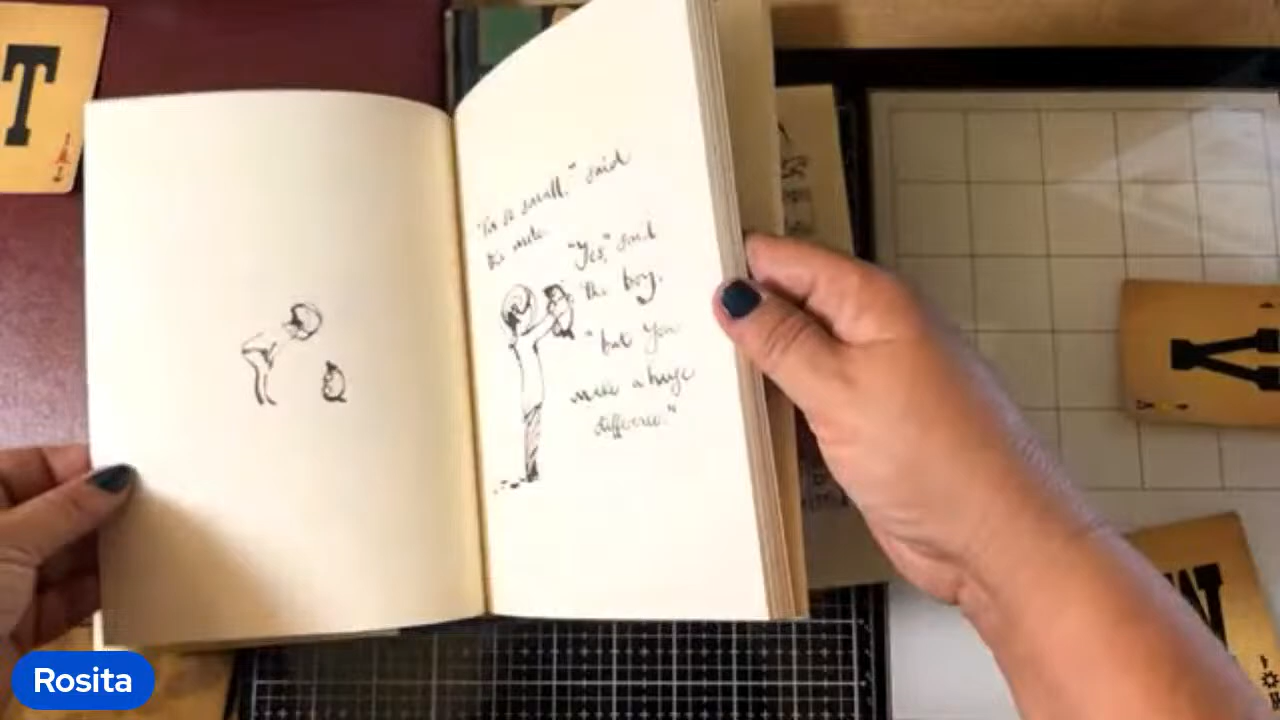 T
"I'm so small," said
the mole.
"Yes," said
the boy,
"but you
make a huge
difference."
W
Rosita